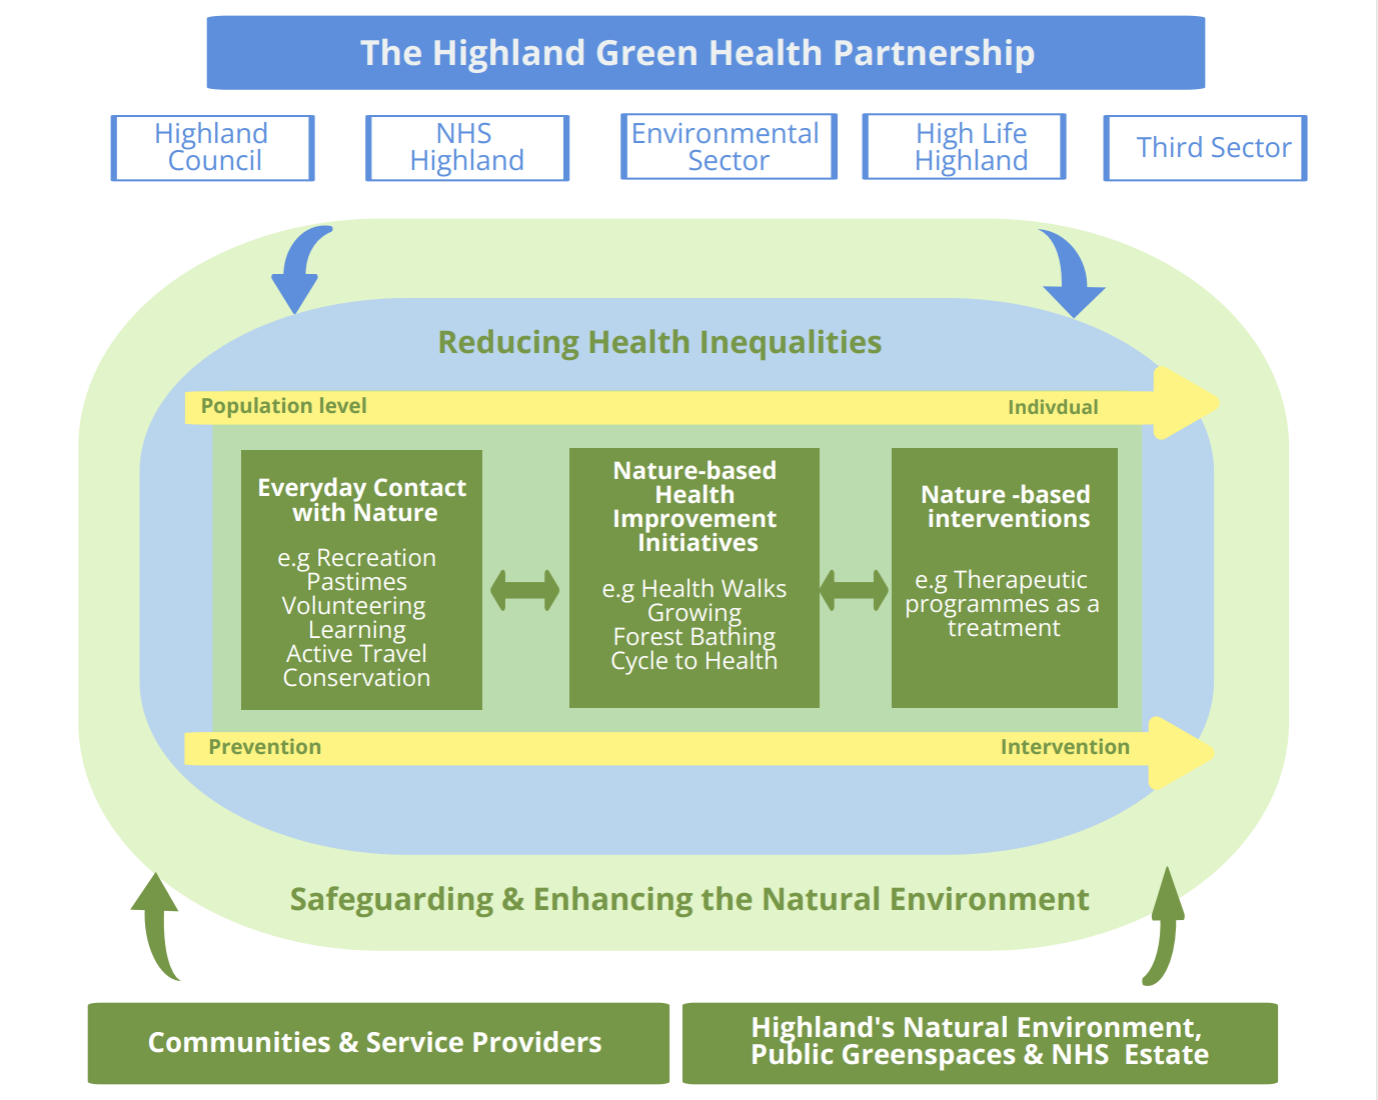 The Highland Green Health Partnership
Highland
Council
NHS
Highland
Environmental
Sector
High Life
Highland
Third Sector
Reducing Health Inequalities
Population level
Indivdual
Everyday Contact
with Nature
e.g Recreation
Pastimes
Volunteering
Learning
Active Travel
Conservation
Nature-based
Health
Improvement
Initiatives
e.g Health Walks
Growing
Forest Bathing
Cycle to Health
Nature -based
interventions
e.g Therapeutic
programmes as a
treatment
Prevention
Intervention
Safeguarding & Enhancing the Natural Environment
Communities & Service Providers
Highland's Natural Environment,
Public Greenspaces & NHS  Estate